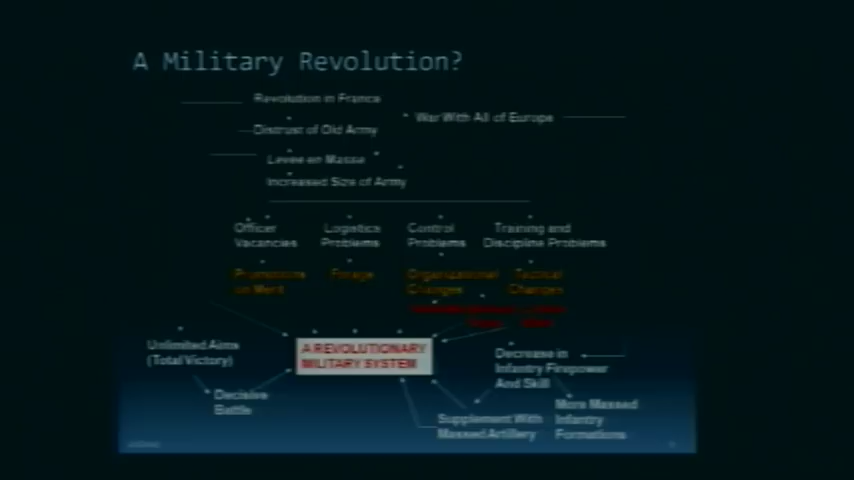 A Military Revolution?
Revolution in France
War With All of Europe
Distrust of Old Army
Levee en Masse
Increased Size of Army
Officer
Vacancies
Logistics
Problems
Control
Problems
Training and
Discipline Problems
Promotions
on Merit
Forage
Organizational
Changes
Tactical
Changes
Unlimited Aims
(Total Victory)
A REVOLUTIONARY
MILITARY SYSTEM
Decrease in
Infantry Firepower
And Skill
Decisive
Battle
Supplement With
Massed Artillery
More Massed
Infantry
Formations